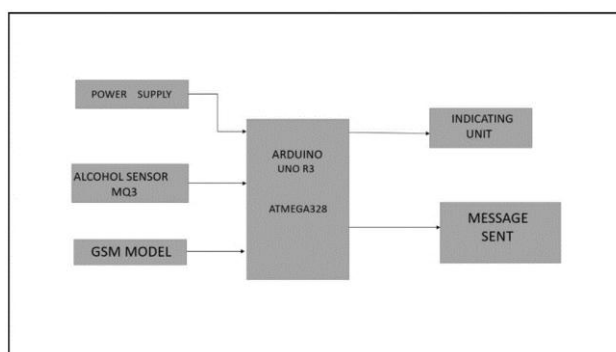 POWER SUPPLY
ALCOHOL SENSOR
MQ3
GSM MODEL
ARDUINO
UNO R3
ATMEGA328
INDICATING
UNIT
MESSAGE
SENT